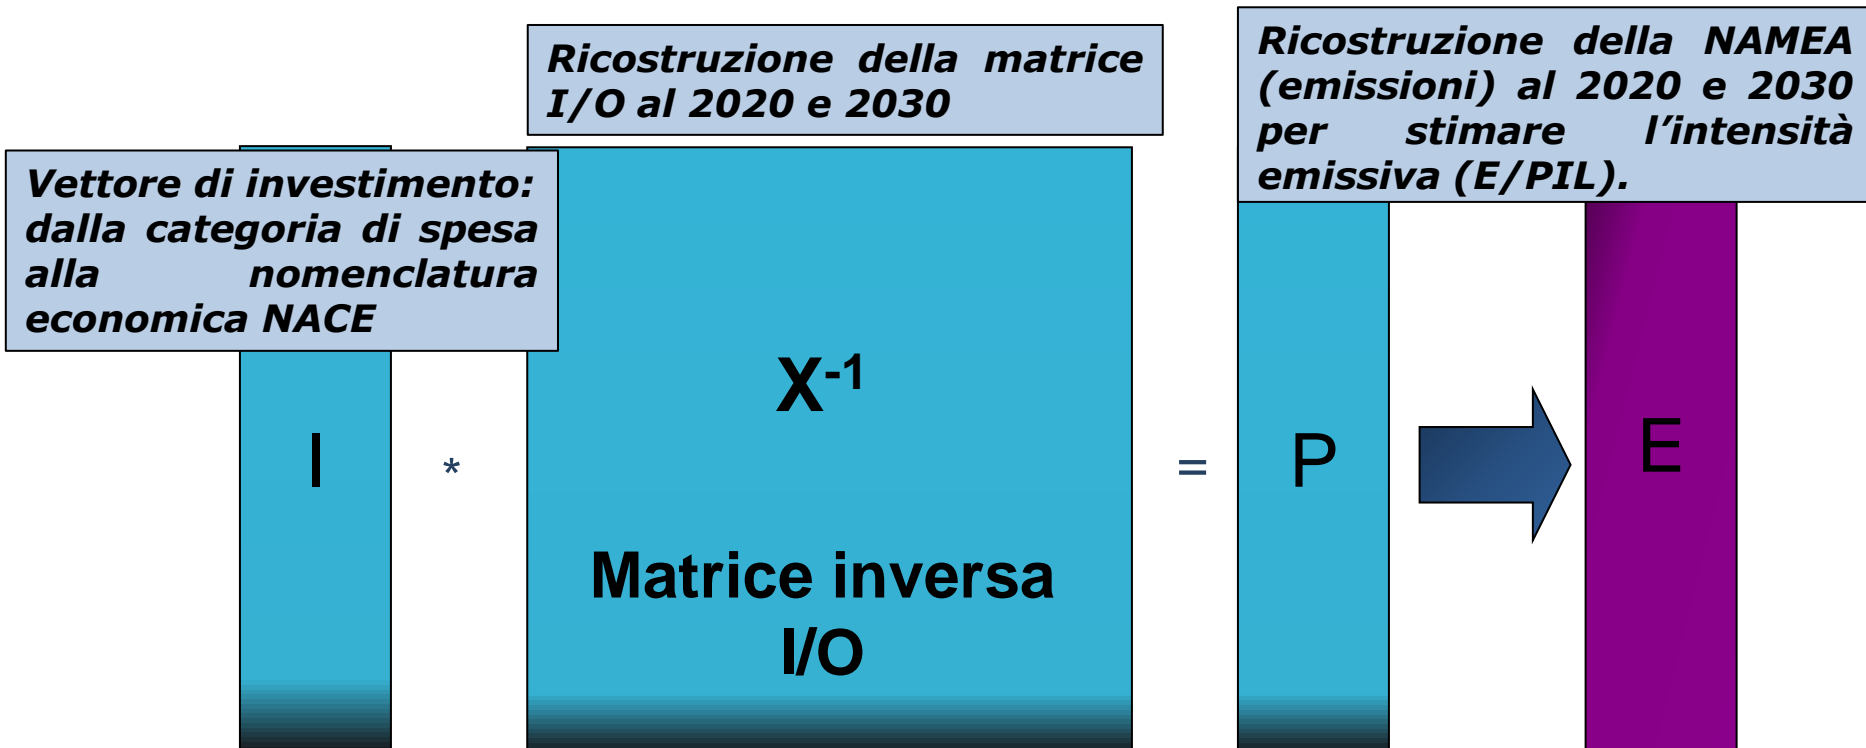 Ricostruzione della matrice
I/O al 2020 e 2030
Ricostruzione della NAMEA
(emissioni) al 2020 e 2030
per stimare l’intensità
emissiva (E/PIL).
Vettore di investimento:
dalla categoria di spesa
alla nomenclatura
economica NACE
I
*
X-1
Matrice inversa
I/O
=
P
E